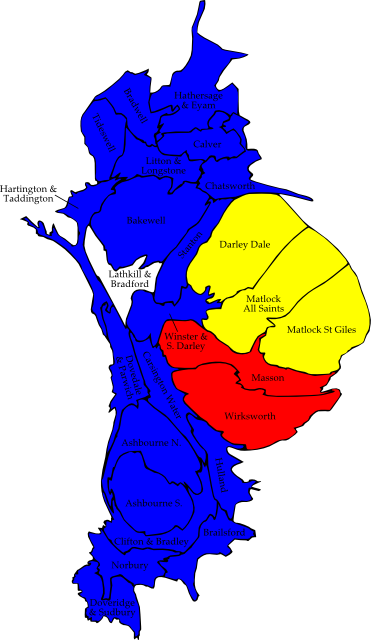 Hathersage
& Eyam
Bradwell
Tideswell
Calver
Litton &
Longstone
Chatsworth
Hartington &
Taddington
Bakewell
Stanton
Darley Dale
Lathkill &
Bradford
Matlock
All Saints
Matlock St Giles
Winster &
S. Darley
Masson
Dovedale
& Parwich
Carsington Water
Wirksworth
Ashbourne N
Hulland
Ashbourne S
Brailsford
Clifton & Bradley
Norbury
Doveridge
& Sudbury